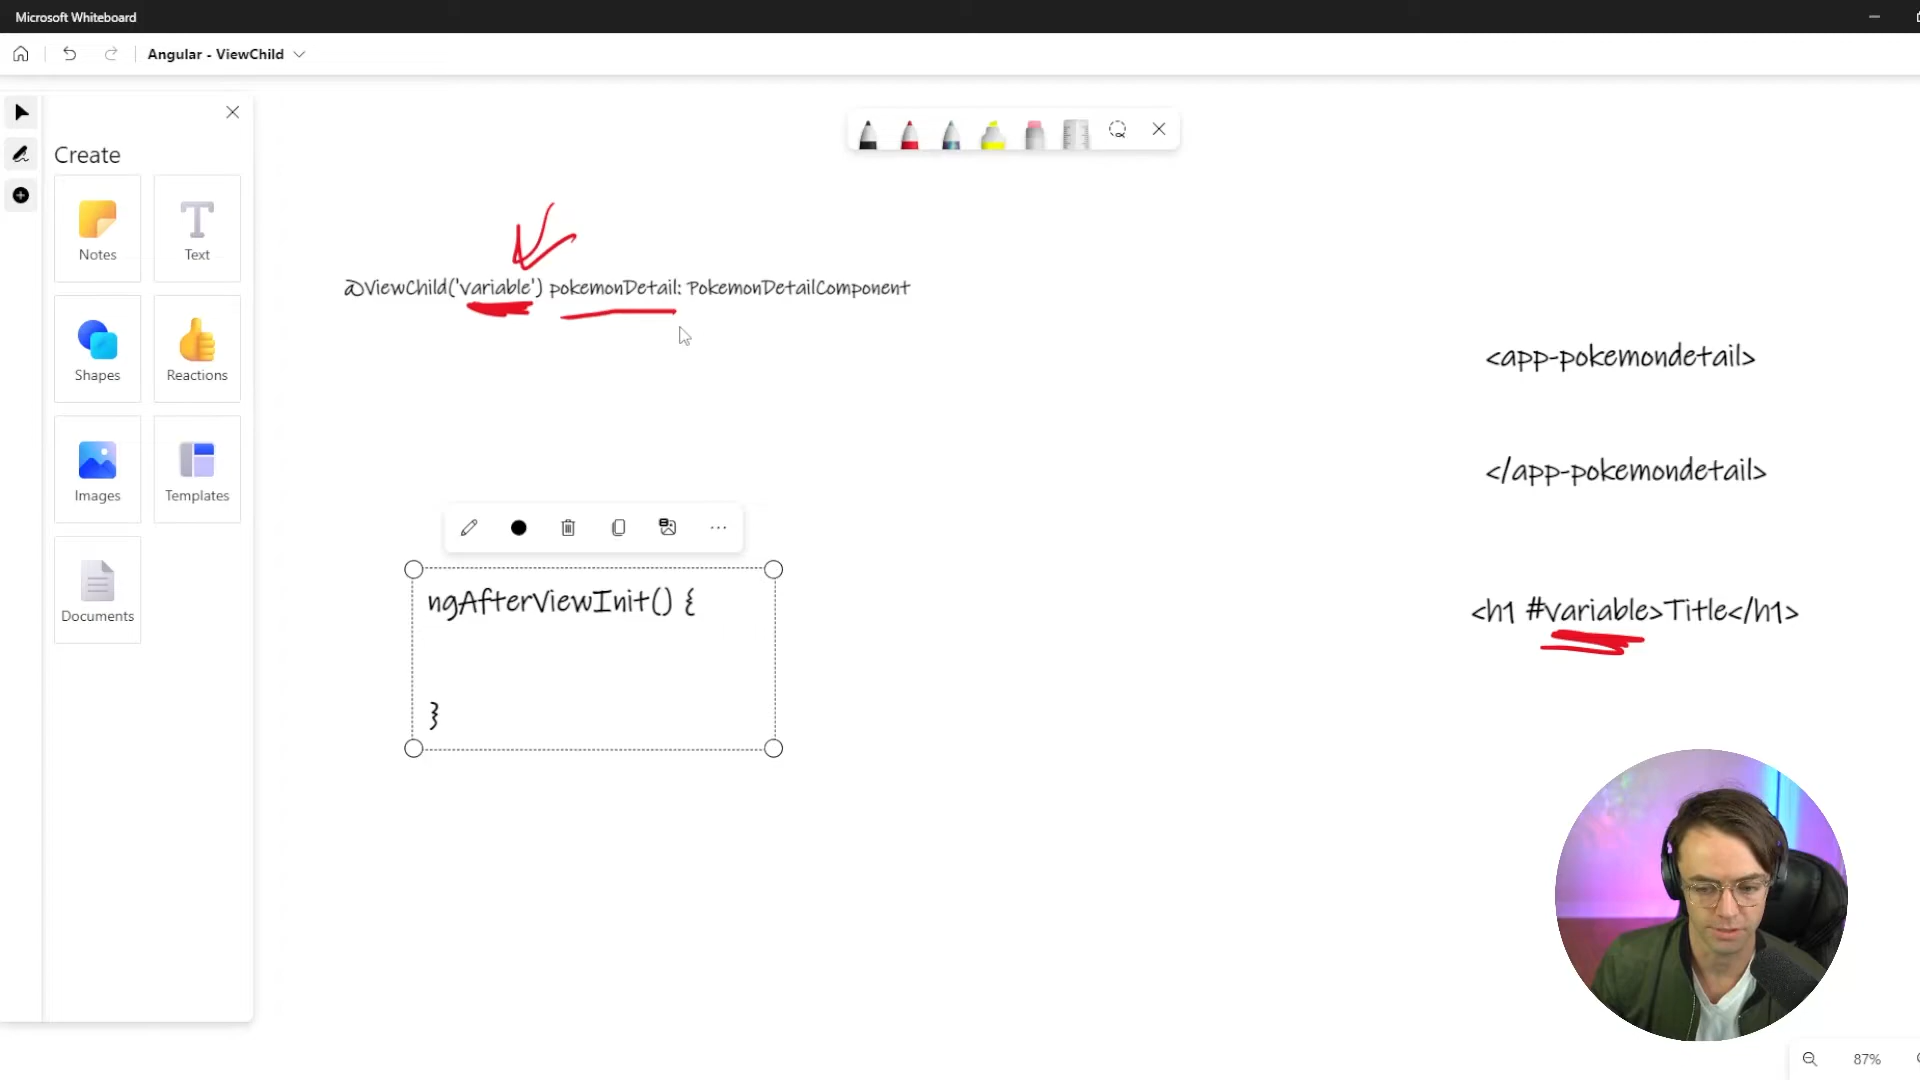 Microsoft Whiteboard
Angular - ViewChild
Create
Notes
Text
Shapes
Reactions
Images
Templates
Documents
@ViewChild('variable') pokemonDetail: PokemonDetailComponent
<app-pokemondetail>
</app-pokemondetail>
ngAfterViewInit() {
}
<h1 #variable>Title</h1>
87%